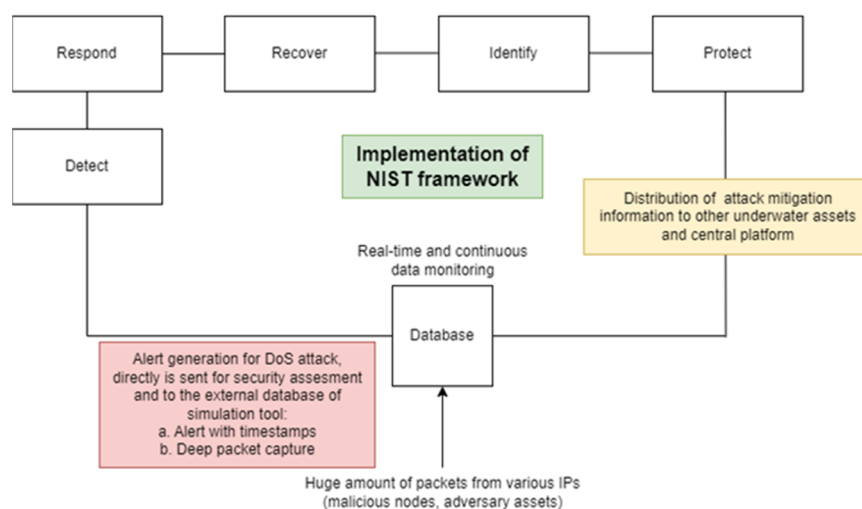 Respond
Recover
Identify
Protect
Detect
Implementation of
NIST framework
Distribution of attack mitigation
information to other underwater assets
and central platform
Real-time and continuous
data monitoring
Database
Alert generation for DoS attack,
directly is sent for security assesment
and to the external database of
simulation tool:
a. Alert with timestamps
b. Deep packet capture
Huge amount of packets from various IPs
(malicious nodes, adversary assets)